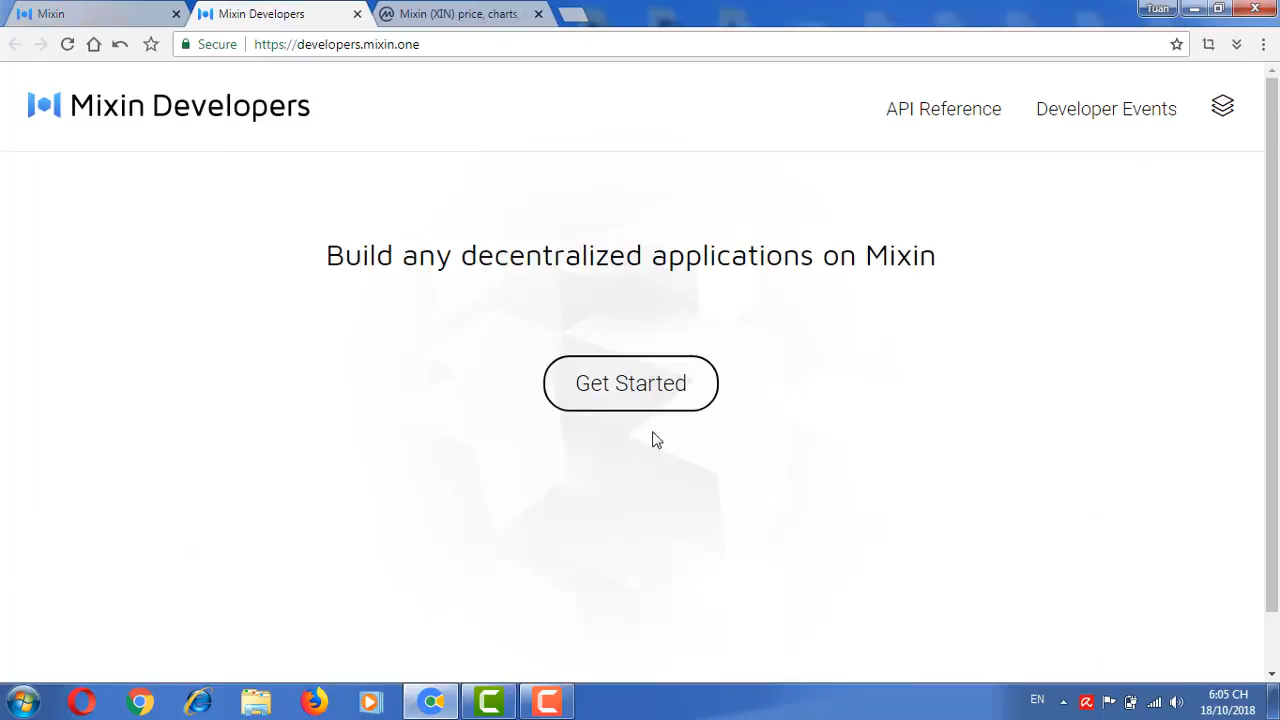 Mixin
Mixin Developers
Mixin (XIN) price, charts,
Tuan
Secure
https://developers.mixin.one
Mixin Developers
API Reference
Developer Events
Build any decentralized applications on Mixin
Get Started
EN
6:05 CH
18/10/2018